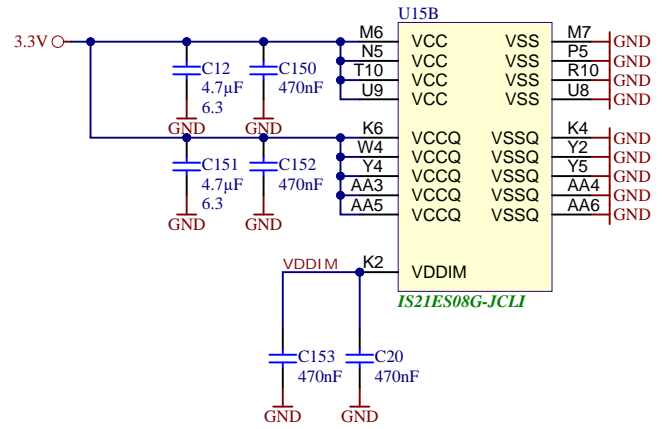 U15B
3.3V
M6 VCC VSS M7 GND
N5 VCC VSS P5 GND
T10 VCC VSS R10 GND
U9 VCC VSS U8 GND
C12
4.7µF
6.3
GND
C150
470nF
GND
K6 VCCQ VSSQ K4 GND
W4 VCCQ VSSQ Y2 GND
Y4 VCCQ VSSQ Y5 GND
AA3 VCCQ VSSQ AA4 GND
AA5 VCCQ VSSQ AA6 GND
C151
4.7µF
6.3
GND
C152
470nF
GND
VDDIM K2 VDDIM
IS21ES08G-JCLI
C153
470nF
GND
C20
470nF
GND